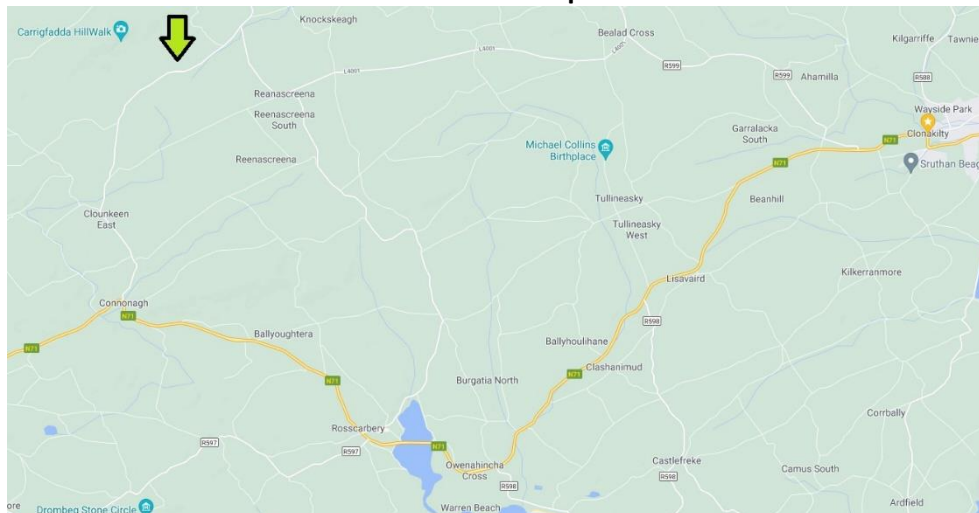 Knockskeagh
Carrigfadda HillWalk
Bealad Cross
Kilgarriffe
Tawnie
L4001
L4001
R599
R599
Ahamilla
R588
Reanascreena
Reenascreena
South
Wayside Park
Clonakilty
Garralacka
South
N71
Michael Collins
Birthplace
Reenascreena
N71
Sruthan Beag
Tullineasky
Beanhill
Clounkeen
East
Tullineasky
West
Lisavaird
Kilkerranmore
Connonagh
N71
R598
Ballyoughtera
Ballyhoulihane
N71
Clashanimud
N71
N71
Burgatia North
Corrbally
Rosscarbery
R597
R597
N71
Owenahincha
Cross
Castlefreke
Camus South
R598
R598
ore
Drombeg Stone Circle
Warren Beach
Ardfield